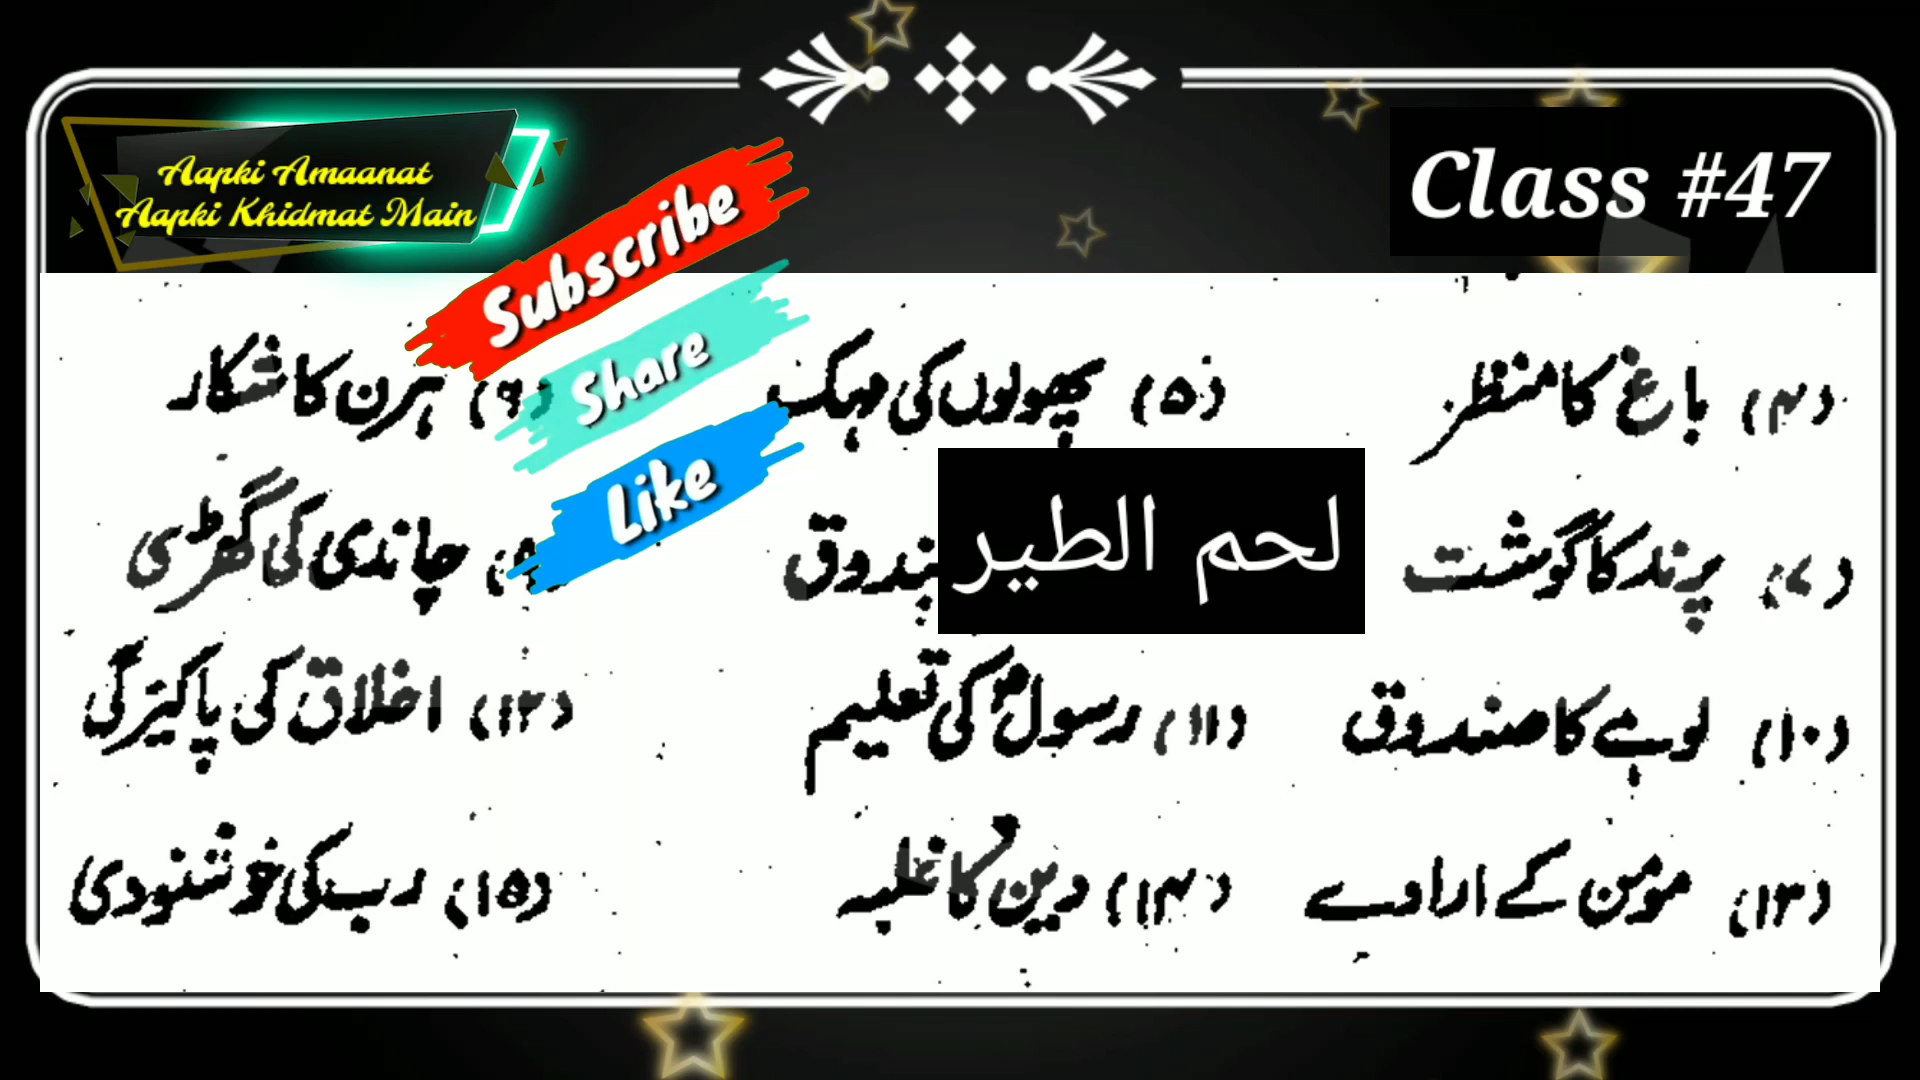 Aapki Amaanat
Aapki Khidmat Main
Class #47
Subscribe
Share
Like
(۴) باغ کا منظر (۵) پھولوں کی مہک (۶) ہرن کا شکار
(۷) پرند کا گوشت لحم الطیر چاندی کی گھڑی
(۱۰) لوہے کا صندوق (۱۱) رسولؐ کی تعلیم (۱۲) اخلاق کی پاکیزگی
(۱۳) مومن کے ارادے (۱۴) دین کا غلبہ (۱۵) رب کی خوشنودی